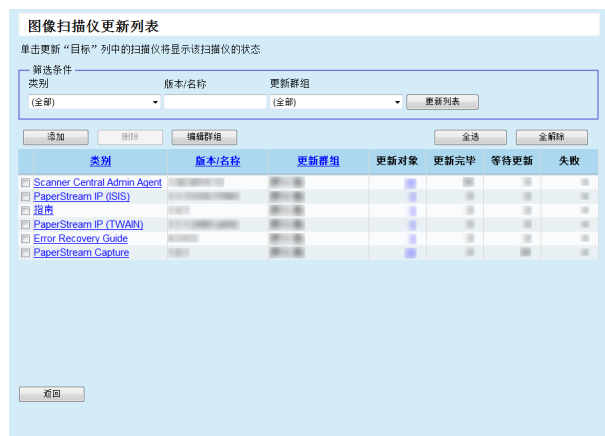 图像扫描仪更新列表
单击更新“目标”列中的扫描仪将显示该扫描仪的状态
筛选条件
类别 版本/名称 更新群组
(全部) (全部) 更新列表
添加 删除 编辑群组 全选 全解除
类别 版本/名称 更新群组 更新对象 更新完毕 等待更新 失败
Scanner Central Admin Agent
PaperStream IP (ISIS)
指南
PaperStream IP (TWAIN)
Error Recovery Guide
PaperStream Capture
返回